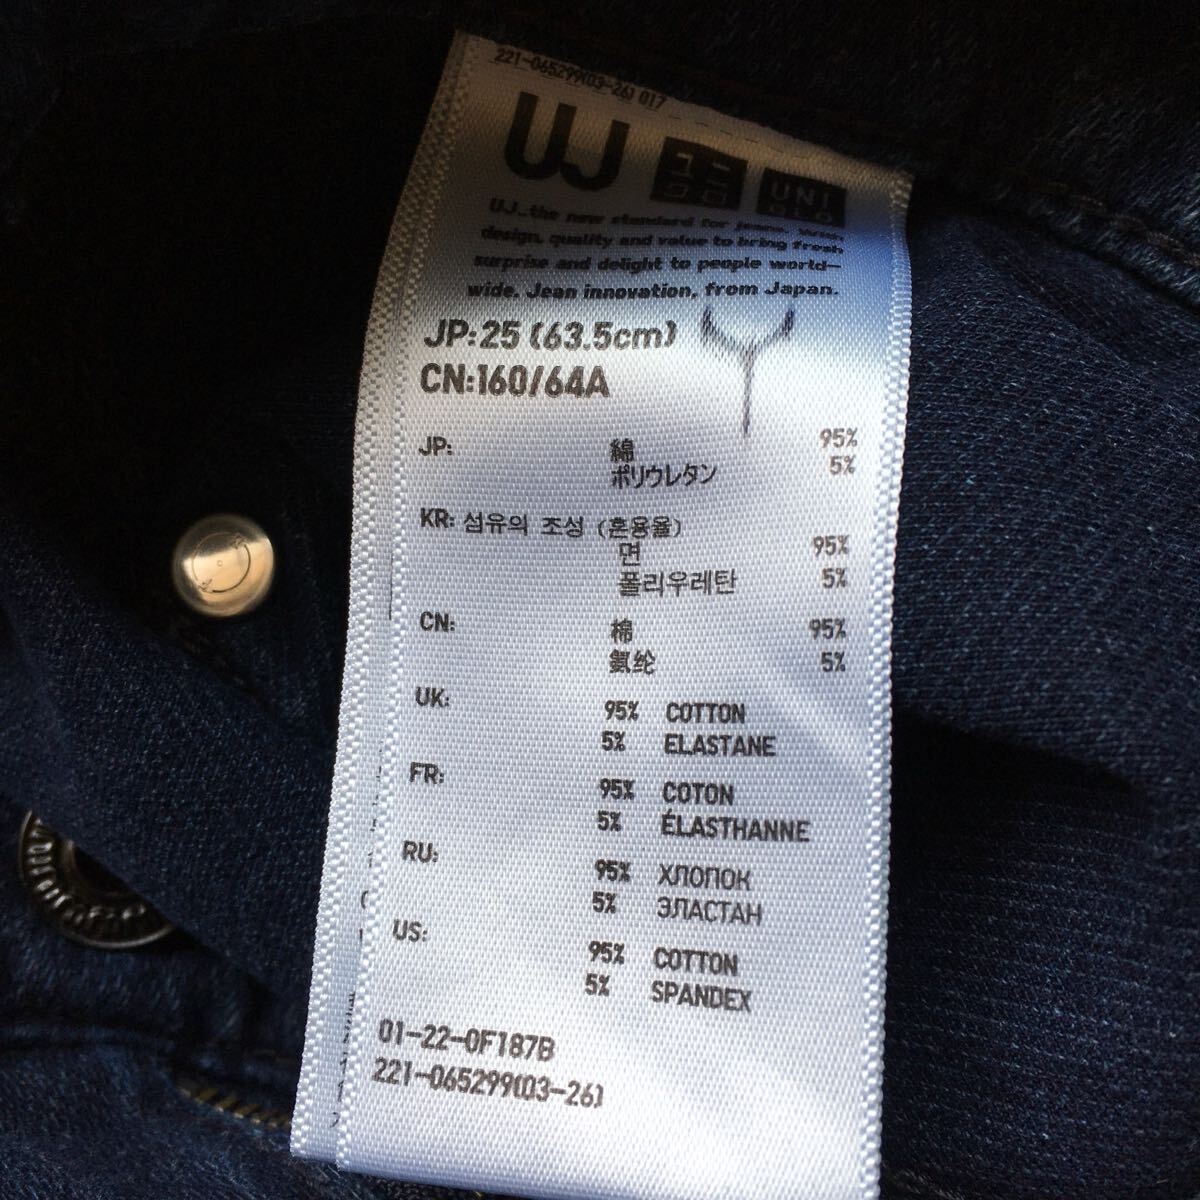 221-065299(03-26) 017
UJ ユニクロ UNIQLO
UJ...the new standard for jeans. With
design, quality and value to bring fresh
surprise and delight to people world-
wide. Jean innovation, from Japan.
JP:25 (63.5cm)
CN:160/64A
JP: 綿 95%
ポリウレタン 5%
KR: 섬유의 조성 (혼용율)
면 95%
폴리우레탄 5%
CN: 棉 95%
氨纶 5%
UK: 95% COTTON
5% ELASTANE
FR: 95% COTON
5% ÉLASTHANNE
RU: 95% ХЛОПОК
5% ЭЛАСТАН
US: 95% COTTON
5% SPANDEX
01-22-0F187B
221-065299(03-26)